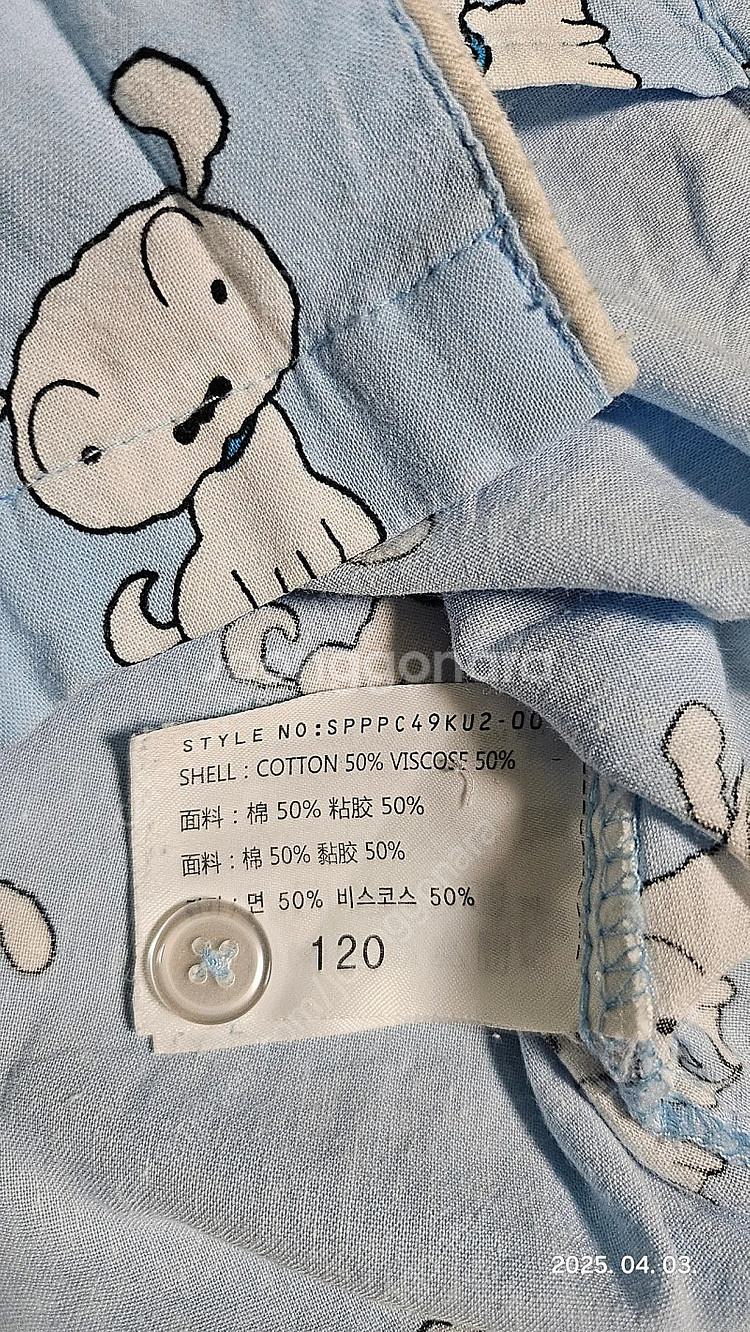 STYLE NO:SPPPC49KU2-00
SHELL : COTTON 50% VISCOSE 50%
面料 : 棉 50% 粘胶 50%
面料 : 棉 50% 黏胶 50%
: 면 50% 비스코스 50%
120
2025. 04. 03.